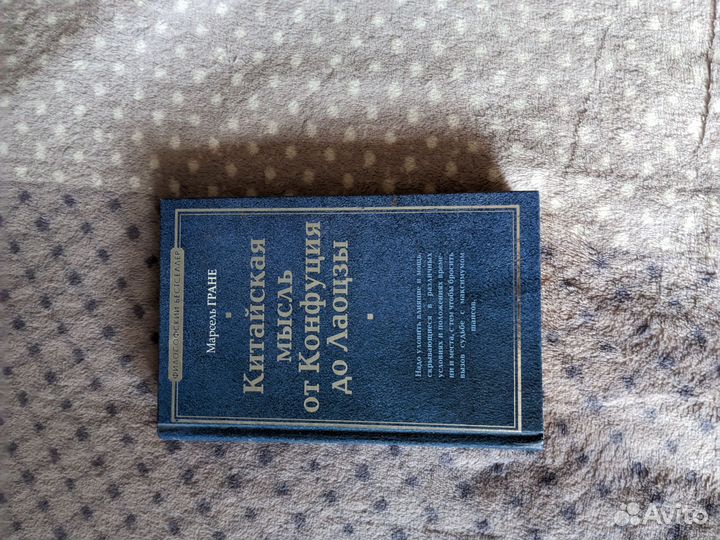 ФИЛОСОФСКИЙ БЕСТСЕЛЛЕР
Марсель ГРАНЕ
Китайская
мысль
от Конфуция
до Лаоцзы
Надо уловить влияние и мощь,
скрывающиеся в различных
условиях и положениях време-
ни и места, с тем чтобы бросить
вызов судьбе с максимумом
шансов.
Avito